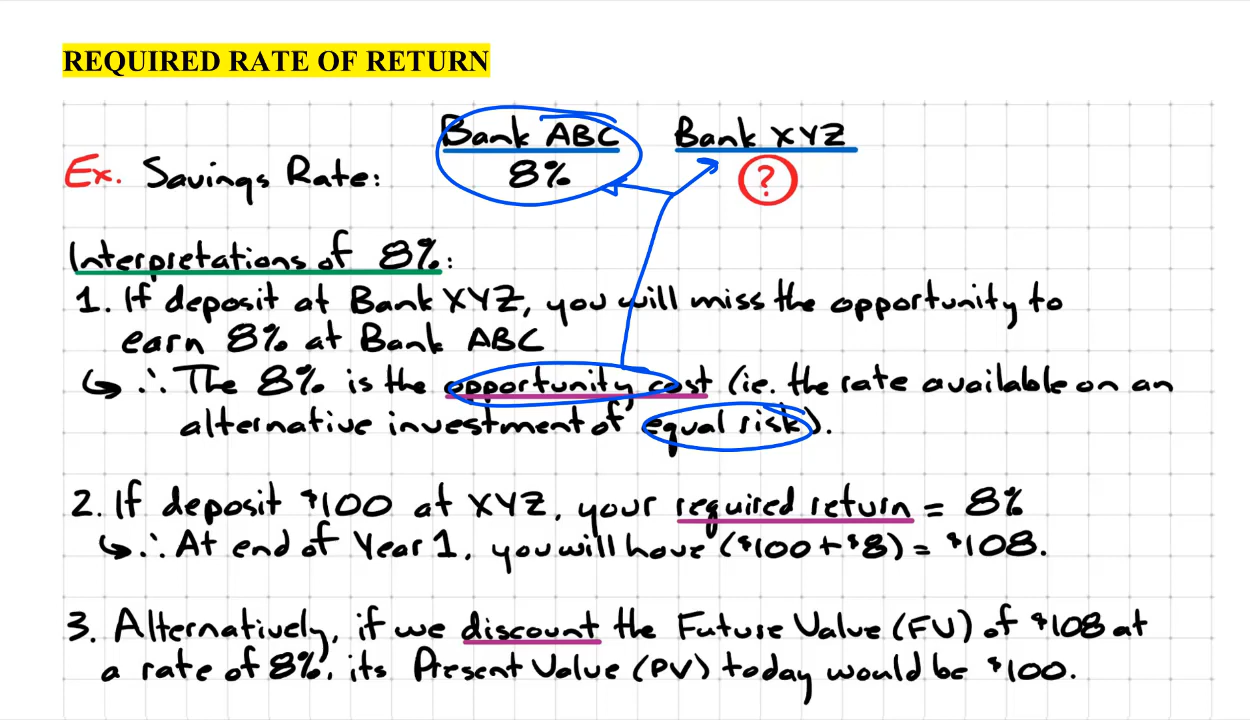 REQUIRED RATE OF RETURN
Bank ABC Bank XYZ
Ex. Savings Rate: 8% ?
Interpretations of 8%:
1. If deposit at Bank XYZ, you will miss the opportunity to
earn 8% at Bank ABC
↪ ∴ The 8% is the opportunity cost (ie. the rate available on an
alternative investment of equal risk).
2. If deposit $100 at XYZ, your required return = 8%
↪ ∴ At end of Year 1, you will have ($100 + $8) = $108.
3. Alternatively, if we discount the Future Value (FV) of $108 at
a rate of 8%, its Present Value (PV) today would be $100.